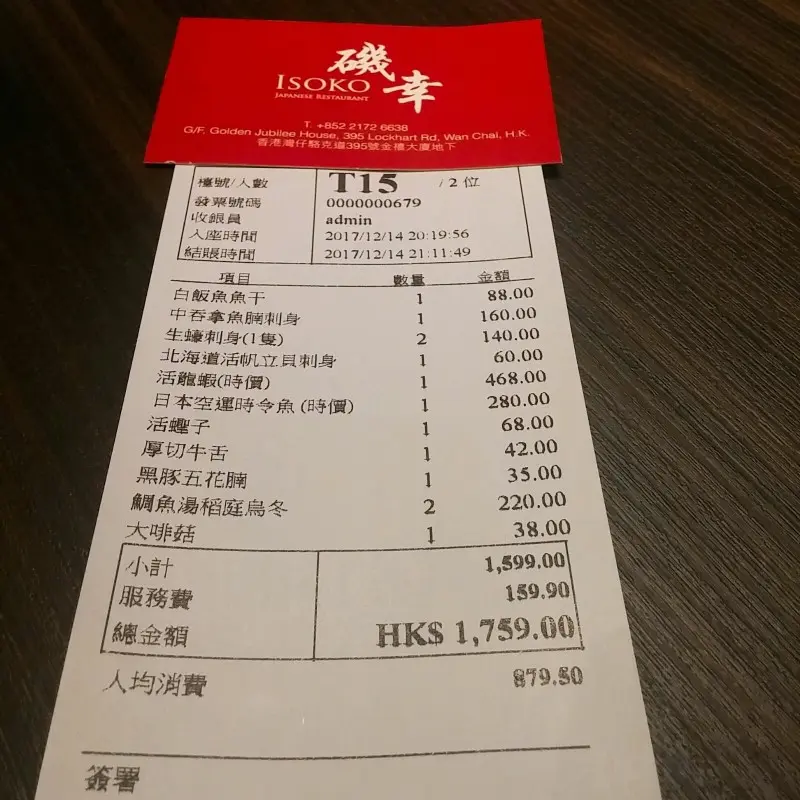 磯幸
ISOKO
JAPANESE RESTAURANT
T. +852 2172 6638
G/F, Golden Jubilee House, 395 Lockhart Rd, Wan Chai, H.K.
香港灣仔駱克道395號金禧大廈地下
檯號/人數 T15 / 2 位
發票號碼 0000000679
收銀員 admin
入座時間 2017/12/14 20:19:56
結賬時間 2017/12/14 21:11:49
項目 數量 金額
白飯魚魚干 1 88.00
中吞拿魚腩刺身 1 160.00
生蠔刺身(1隻) 2 140.00
北海道活帆立貝刺身 1 60.00
活龍蝦(時價) 1 468.00
日本空運時令魚 (時價) 1 280.00
活蟶子 1 68.00
厚切牛舌 1 42.00
黑豚五花腩 1 35.00
鯛魚湯稻庭烏冬 2 220.00
大啡菇 1 38.00
小計 1,599.00
服務費 159.90
總金額 HK$ 1,759.00
人均消費 879.50
簽署